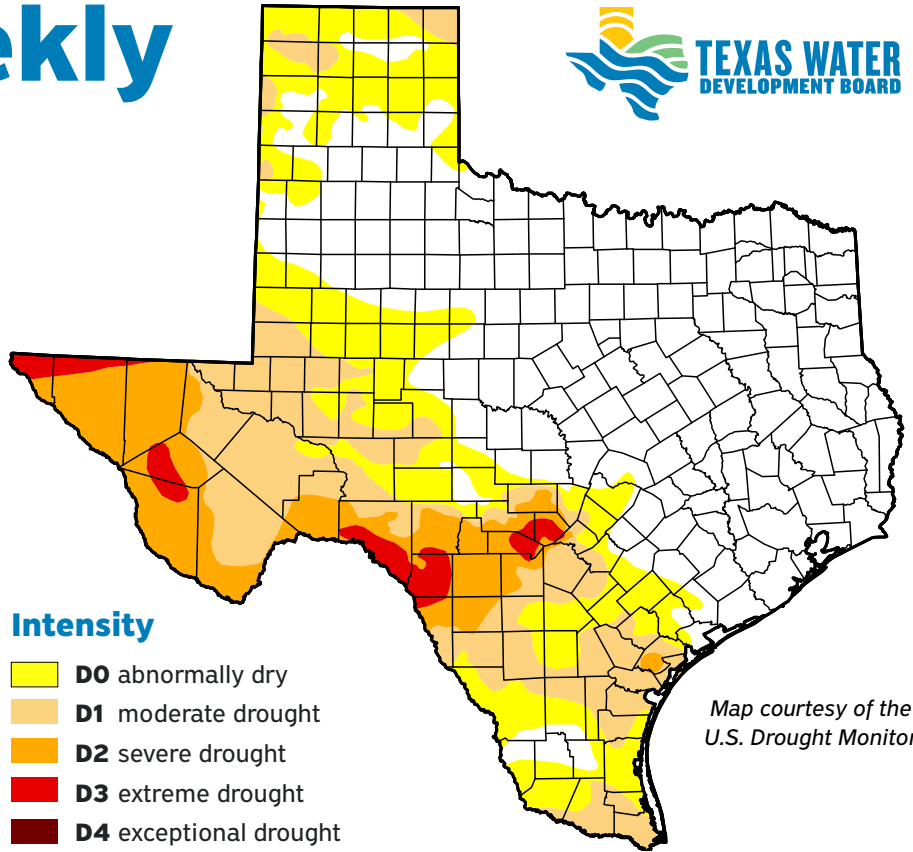 ekly
TEXAS WATER
DEVELOPMENT BOARD
Intensity
D0 abnormally dry
D1 moderate drought
D2 severe drought
D3 extreme drought
D4 exceptional drought
Map courtesy of the
U.S. Drought Monitor